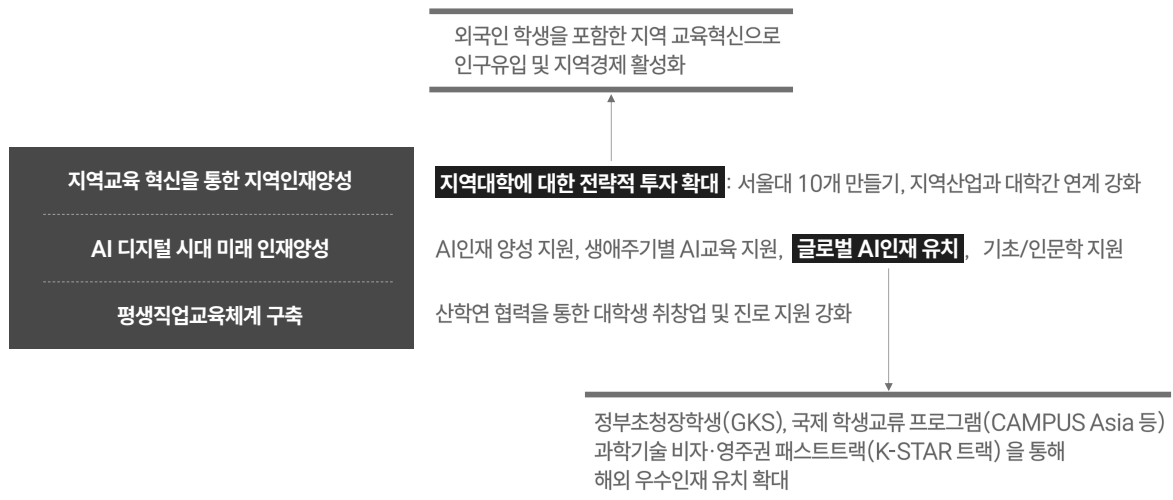 외국인 학생을 포함한 지역 교육혁신으로
인구유입 및 지역경제 활성화
지역교육 혁신을 통한 지역인재양성
지역대학에 대한 전략적 투자 확대 : 서울대 10개 만들기, 지역산업과 대학간 연계 강화
AI 디지털 시대 미래 인재양성
AI인재 양성 지원, 생애주기별 AI교육 지원, 글로벌 AI인재 유치, 기초/인문학 지원
평생직업교육체계 구축
산학연 협력을 통한 대학생 취창업 및 진로 지원 강화
정부초청장학생(GKS), 국제 학생교류 프로그램(CAMPUS Asia 등)
과학기술 비자·영주권 패스트트랙(K-STAR 트랙) 을 통해
해외 우수인재 유치 확대